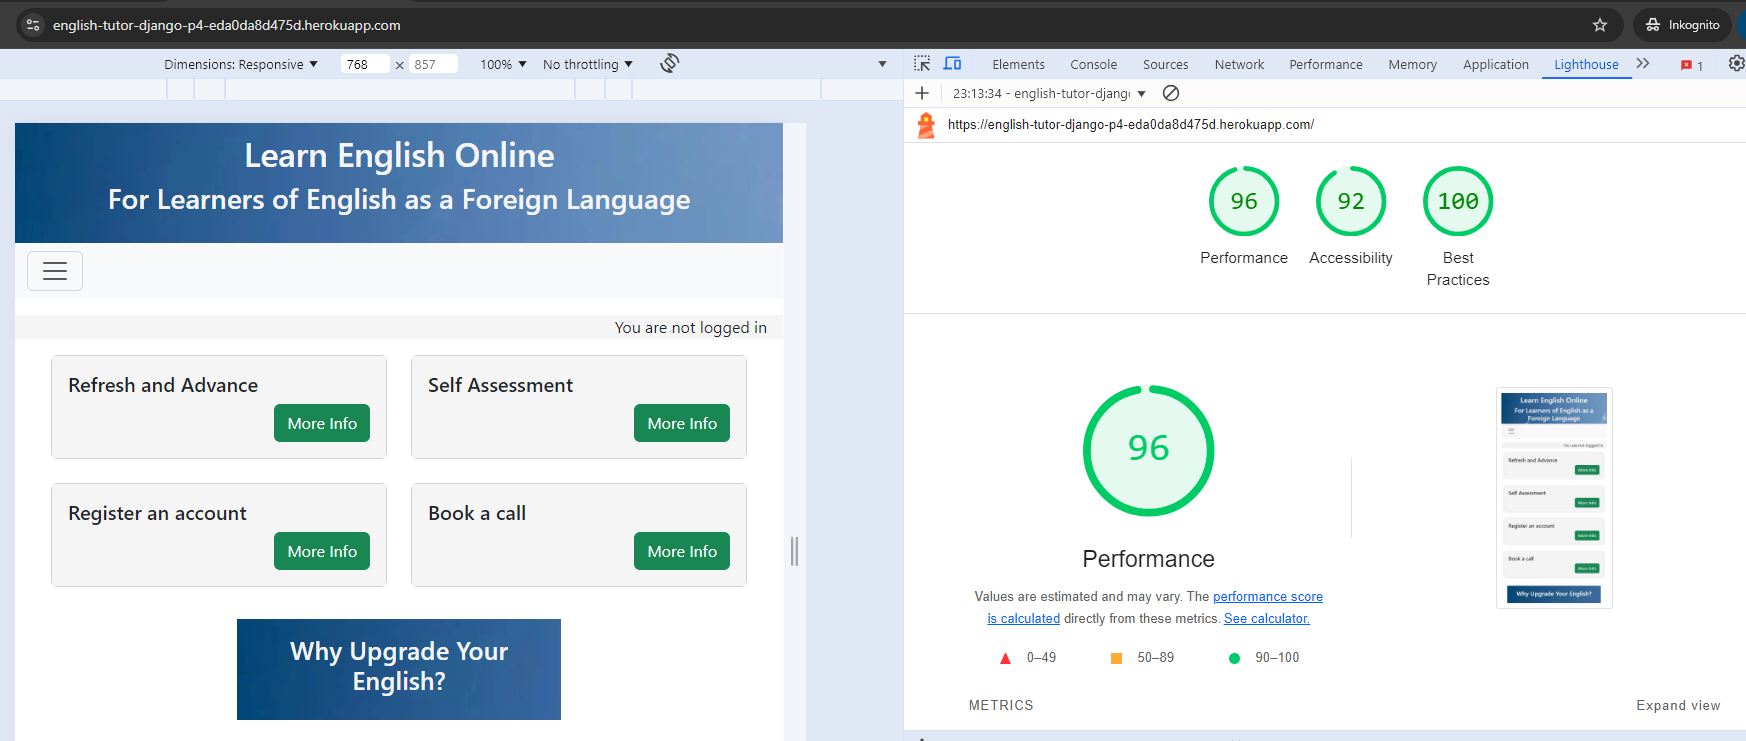 english-tutor-django-p4-eda0da8d475d.herokuapp.com
Inkognito
Dimensions: Responsive
768 × 857
100%
No throttling
Elements
Console
Sources
Network
Performance
Memory
Application
Lighthouse
1
23:13:34 - english-tutor-djang
https://english-tutor-django-p4-eda0da8d475d.herokuapp.com/
Learn English Online
For Learners of English as a Foreign Language
You are not logged in
Refresh and Advance
More Info
Self Assessment
More Info
Register an account
More Info
Book a call
More Info
Why Upgrade Your
English?
96
Performance
92
Accessibility
100
Best
Practices
96
Performance
Values are estimated and may vary. The performance score
is calculated directly from these metrics. See calculator.
0–49
50–89
90–100
Learn English Online
For Learners of English as a
Foreign Language
You are not logged in
Refresh and Advance
More Info
Self Assessment
More Info
Register an account
More Info
Book a call
More Info
Why Upgrade Your English?
METRICS
Expand view